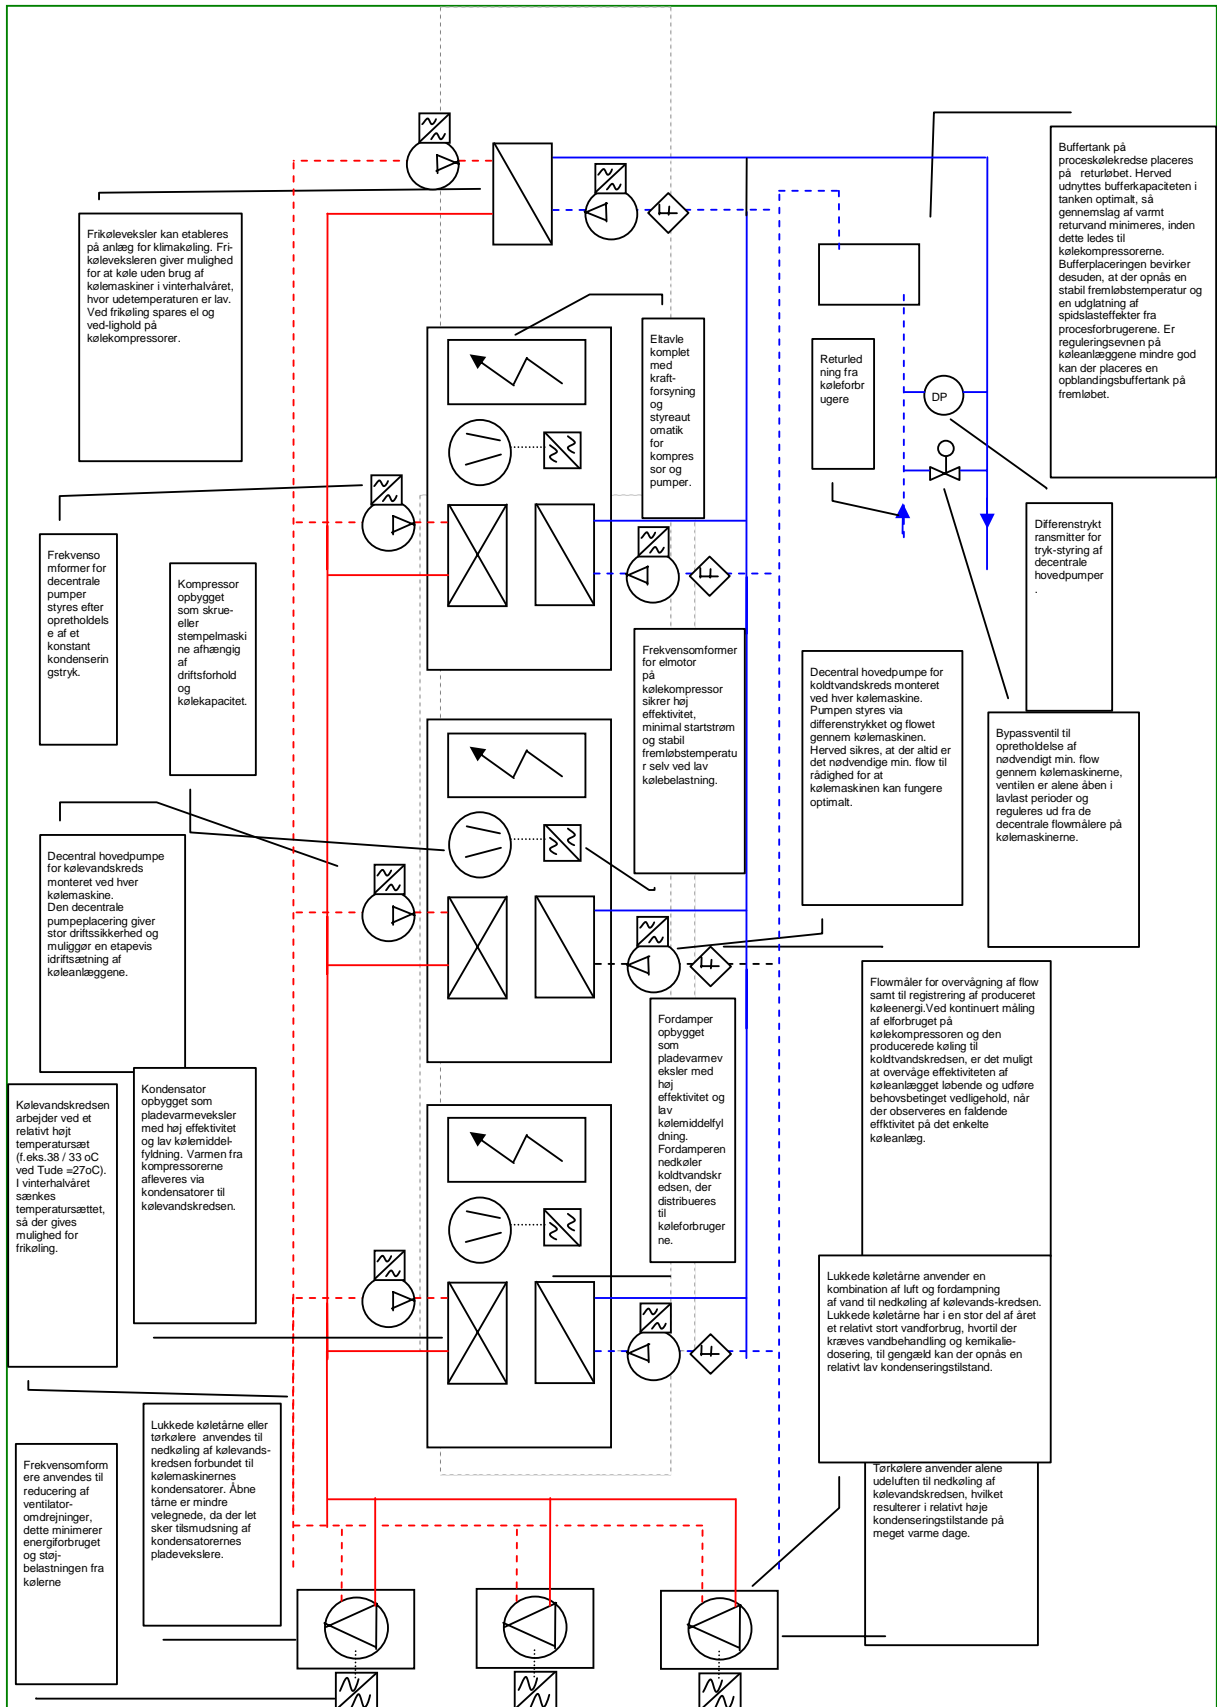 Buffertank på
proceskølekredse placeres
på returløbet. Herved
udnyttes bufferkapaciteten i
tanken optimalt, så
gennemslag af varmt
returvand minimeres, inden
dette ledes til
kølekompressorerne.
Bufferplaceringen bevirker
desuden, at der opnås en
stabil fremløbstemperatur og
en udglatning af
spidslasteffekter fra
procesforbrugerene. Er
reguleringsevnen på
køleanlæggene mindre god
kan der placeres en
opblandingsbuffertank på
fremløbet.
Frikøleveksler kan etableres
på anlæg for klimakøling. Fri-
køleveksleren giver mulighed
for at køle uden brug af
kølemaskiner i vinterhalvåret,
hvor udetemperaturen er lav.
Ved frikøling spares el og
ved-lighold på
kølekompressorer.
Eltavle
komplet
med
kraft-
forsyning
og
styreaut
omatik
for
kompres
sor og
pumper.
Returled
ning fra
køleforbr
ugere
DP
Differenstrykt
ransmitter for
tryk-styring af
decentrale
hovedpumper
.
Frekvenso
mformer for
decentrale
pumper
styres efter
opretholdels
e af et
konstant
kondenserin
gstryk.
Kompressor
opbygget
som skrue-
eller
stempelmaski
ne afhængig
af
driftsforhold
og
kølekapacitet.
Frekvensomformer
for elmotor
på
kølekompressor
sikrer høj
effektivitet,
minimal startstrøm
og stabil
fremløbstemperatu
r selv ved lav
kølebelastning.
Decentral hovedpumpe for
koldtvandskreds monteret
ved hver kølemaskine.
Pumpen styres via
differenstrykket og flowet
gennem kølemaskinen.
Herved sikres, at der altid er
det nødvendige min. flow til
rådighed for at
kølemaskinen kan fungere
optimalt.
Bypassventil til
opretholdelse af
nødvendigt min. flow
gennem kølemaskinerne,
ventilen er alene åben i
lavlast perioder og
reguleres ud fra de
decentrale flowmålere på
kølemaskinerne.
Decentral hovedpumpe
for kølevandskreds
monteret ved hver
kølemaskine.
Den decentrale
pumpeplacering giver
stor driftssikkerhed og
muliggør en etapevis
idriftsætning af
køleanlæggene.
Flowmåler for overvågning af flow
samt til registrering af produceret
køleenergi.Ved kontinuert måling
af elforbruget på
kølekompressoren og den
producerede køling til
koldtvandskredsen, er det muligt
at overvåge effektiviteten af
køleanlægget løbende og udføre
behovsbetinget vedligehold, når
der observeres en faldende
effktivitet på det enkelte
køleanlæg.
Fordamper
opbygget
som
pladevarmev
eksler med
høj
effektivitet og
lav
kølemiddelfyl
dning.
Fordamperen
nedkøler
koldtvandskr
edsen, der
distribueres
til
køleforbruger
ne.
Kølevandskredsen
arbejder ved et
relativt højt
temperatursæt
(f.eks.38 / 33 oC
ved Tude =27oC).
I vinterhalvåret
sænkes
temperatursættet,
så der gives
mulighed for
frikøling.
Kondensator
opbygget som
pladevarmeveksler
med høj effektivitet
og lav kølemiddel-
fyldning. Varmen fra
kompressorerne
afleveres via
kondensatorer til
kølevandskredsen.
Lukkede køletårne anvender en
kombination af luft og fordampning
af vand til nedkøling af kølevands-kredsen.
Lukkede køletårne har i en stor del af året
et relativt stort vandforbrug, hvortil der
kræves vandbehandling og kemikalie-
dosering, til gengæld kan der opnås en
relativt lav kondenseringstilstand.
Lukkede køletårne eller
tørkølere anvendes til
nedkøling af kølevands-
kredsen forbundet til
kølemaskinernes
kondensatorer. Åbne
tårne er mindre
velegnede, da der let
sker tilsmudsning af
kondensatorernes
pladevekslere.
Frekvensomform
ere anvendes til
reducering af
ventilator-
omdrejninger,
dette minimerer
energiforbruget
og støj-
belastningen fra
kølerne
Tørkølere anvender alene
udeluften til nedkøling af
kølevandskredsen, hvilket
resulterer i relativt høje
kondenseringstilstande på
meget varme dage.